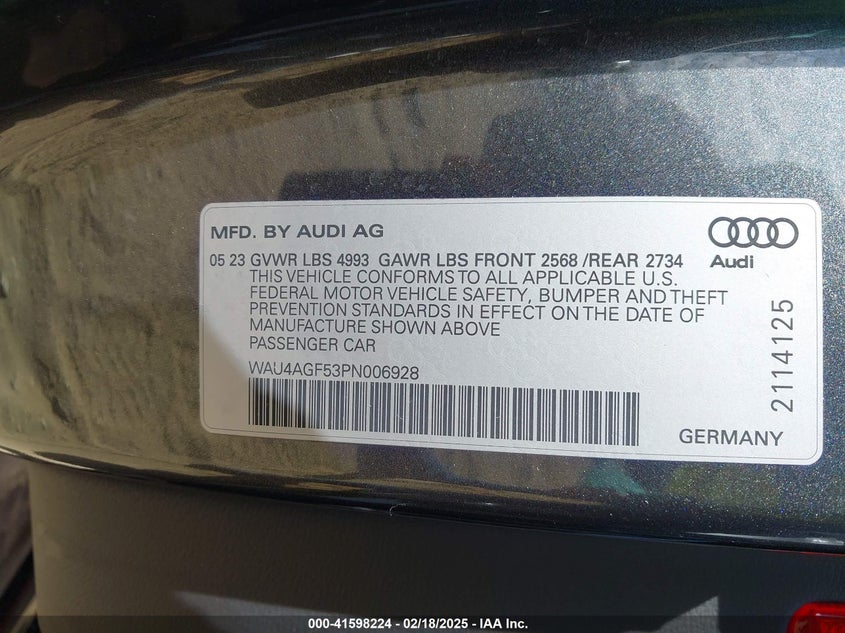 MFD. BY AUDI AG
Audi
05 23 GVWR LBS 4993 GAWR LBS FRONT 2568 /REAR 2734
THIS VEHICLE CONFORMS TO ALL APPLICABLE U.S.
FEDERAL MOTOR VEHICLE SAFETY, BUMPER AND THEFT
PREVENTION STANDARDS IN EFFECT ON THE DATE OF
MANUFACTURE SHOWN ABOVE
PASSENGER CAR
WAU4AGF53PN006928
2114125
GERMANY
000-41598224 - 02/18/2025 - IAA Inc.